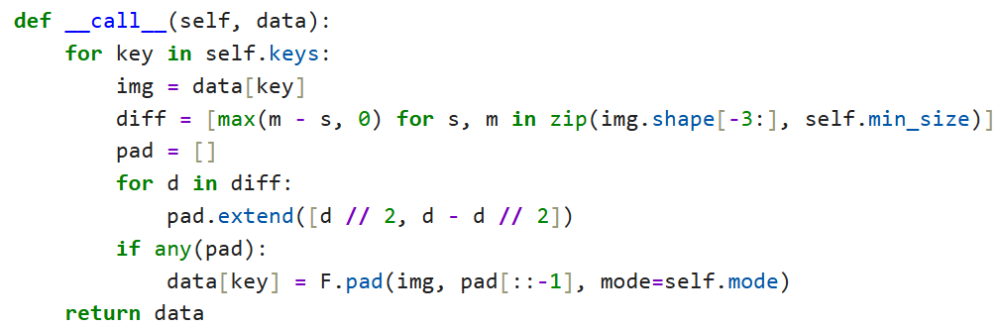 def __call__(self, data):
    for key in self.keys:
        img = data[key]
        diff = [max(m - s, 0) for s, m in zip(img.shape[-3:], self.min_size)]
        pad = []
        for d in diff:
            pad.extend([d // 2, d - d // 2])
        if any(pad):
            data[key] = F.pad(img, pad[::-1], mode=self.mode)
    return data